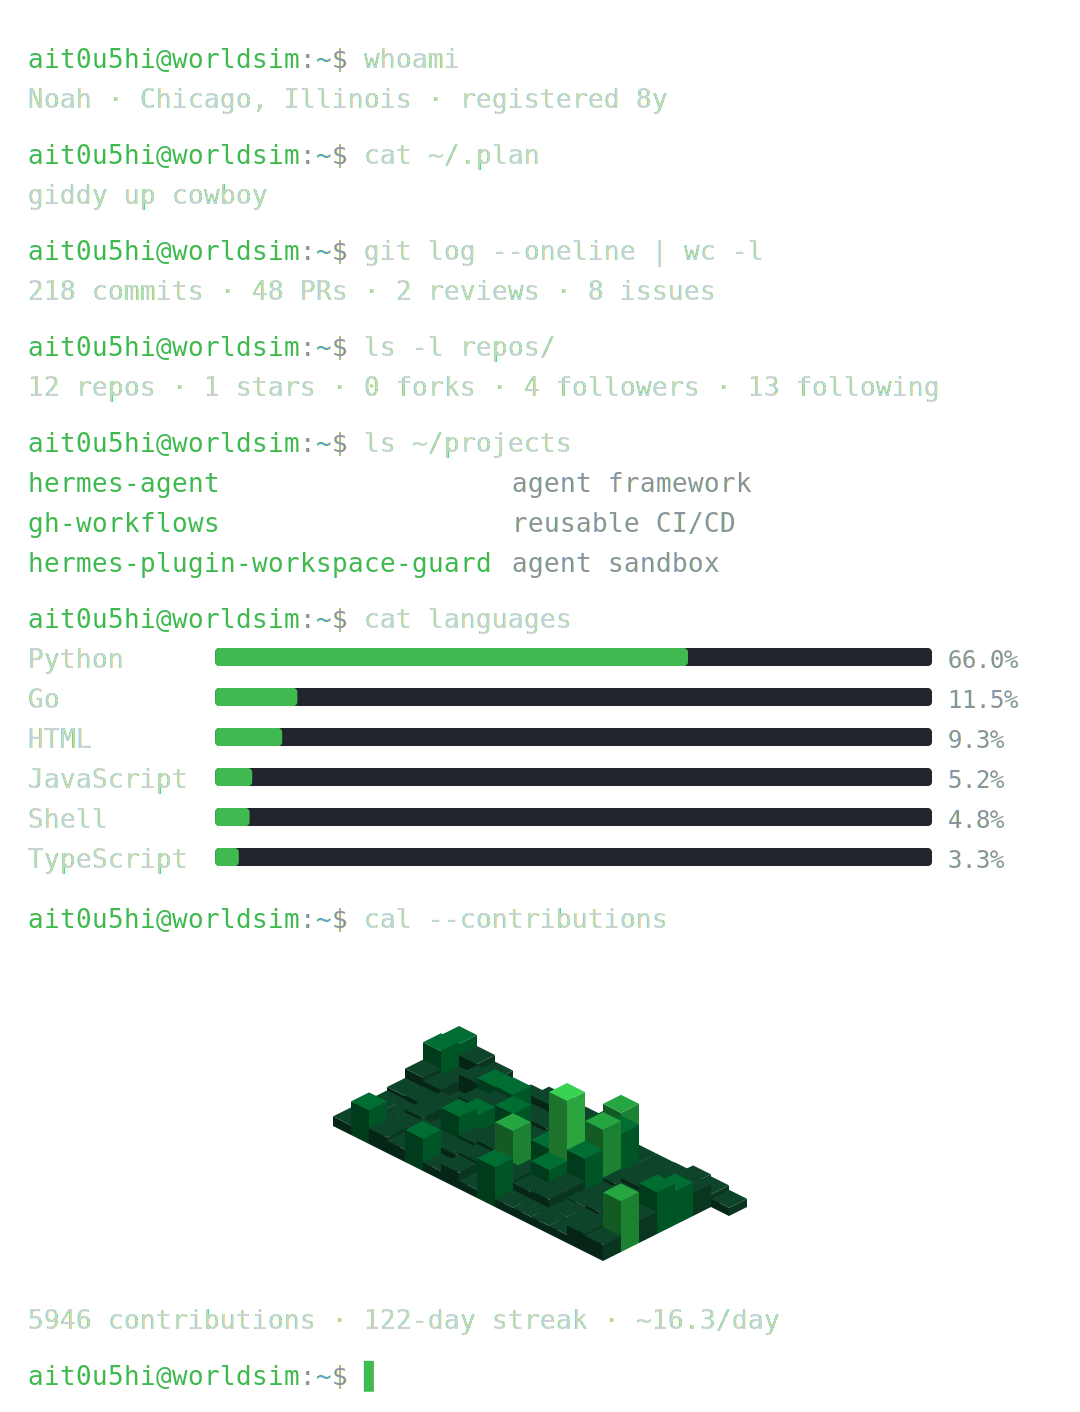 ait0u5hi@worldsim:~$ whoami
Noah · Chicago, Illinois · registered 8y
ait0u5hi@worldsim:~$ cat ~/.plan
giddy up cowboy
ait0u5hi@worldsim:~$ git log --oneline | wc -l
218 commits · 48 PRs · 2 reviews · 8 issues
ait0u5hi@worldsim:~$ ls -l repos/
12 repos · 1 stars · 0 forks · 4 followers · 13 following
ait0u5hi@worldsim:~$ ls ~/projects
hermes-agent agent framework
gh-workflows reusable CI/CD
hermes-plugin-workspace-guard agent sandbox
ait0u5hi@worldsim:~$ cat languages
Python 66.0%
Go 11.5%
HTML 9.3%
JavaScript 5.2%
Shell 4.8%
TypeScript 3.3%
ait0u5hi@worldsim:~$ cal --contributions
5946 contributions · 122-day streak · ~16.3/day
ait0u5hi@worldsim:~$